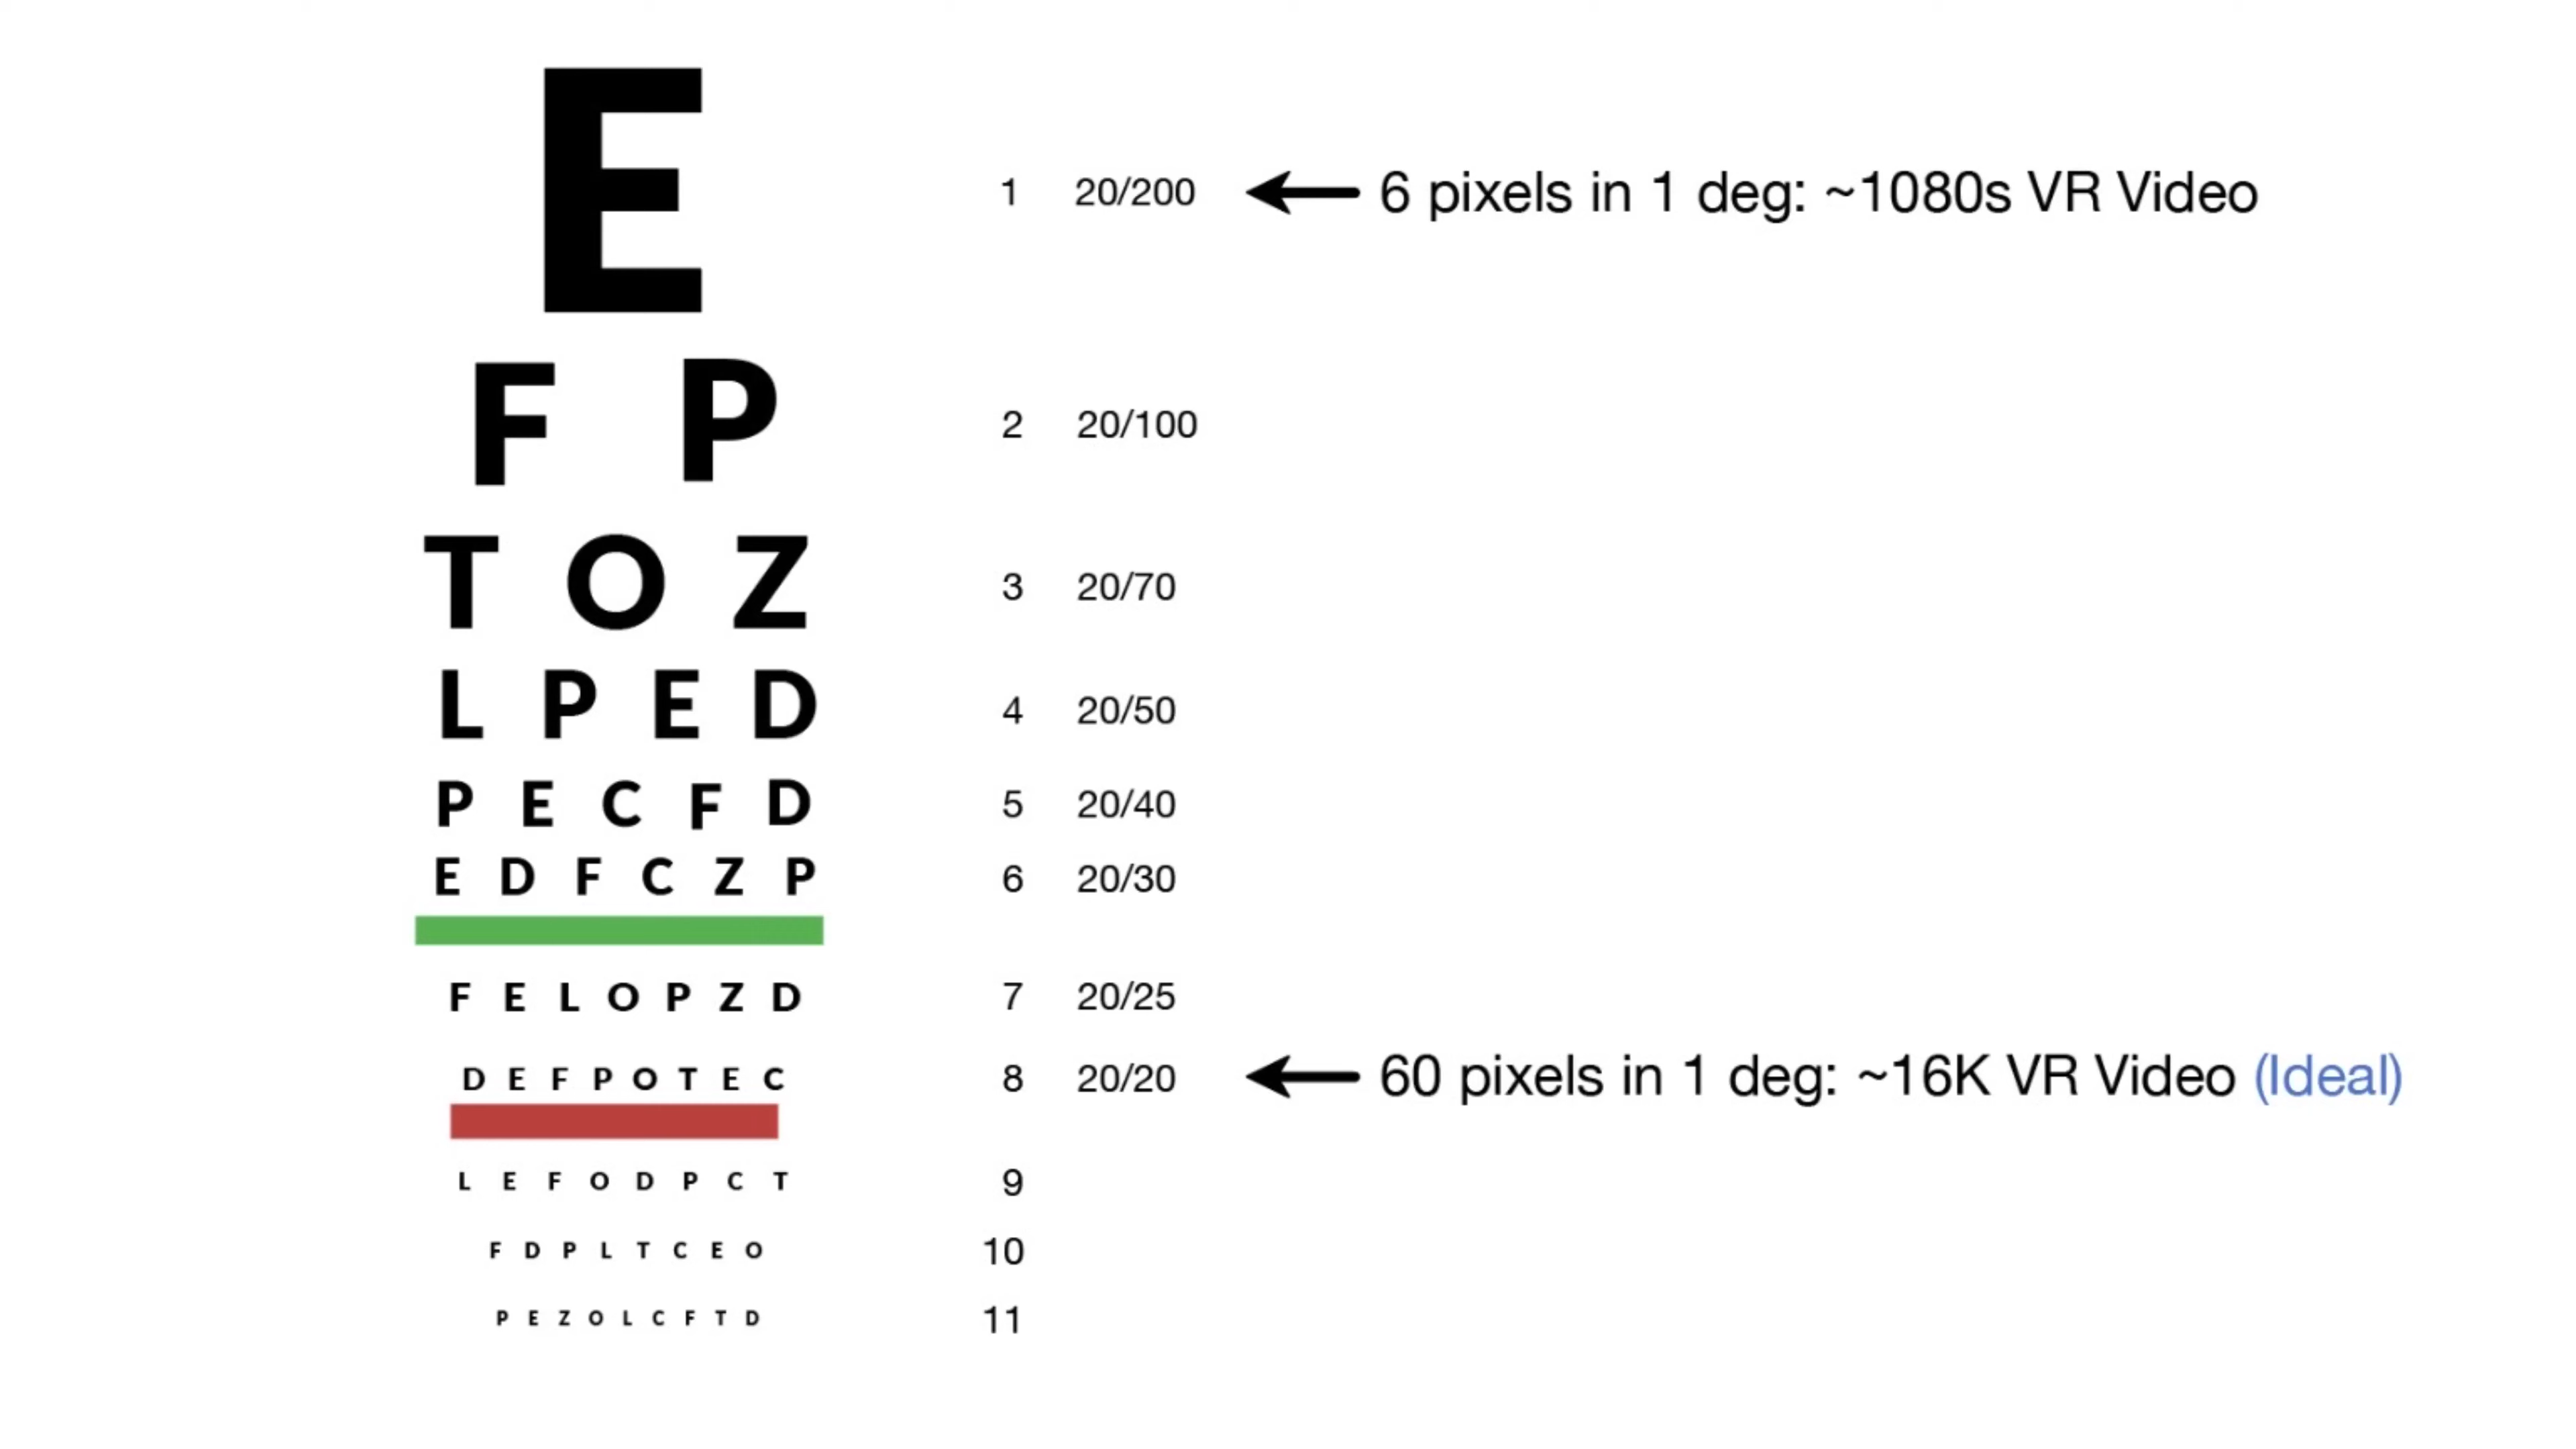 E 1 20/200 6 pixels in 1 deg: ~1080s VR Video
F P 2 20/100
T O Z 3 20/70
L P E D 4 20/50
P E C F D 5 20/40
E D F C Z P 6 20/30
F E L O P Z D 7 20/25
D E F P O T E C 8 20/20 60 pixels in 1 deg: ~16K VR Video (Ideal)
L E F O D P C T 9
F D P L T C E O 10
P E Z O L C F T D 11